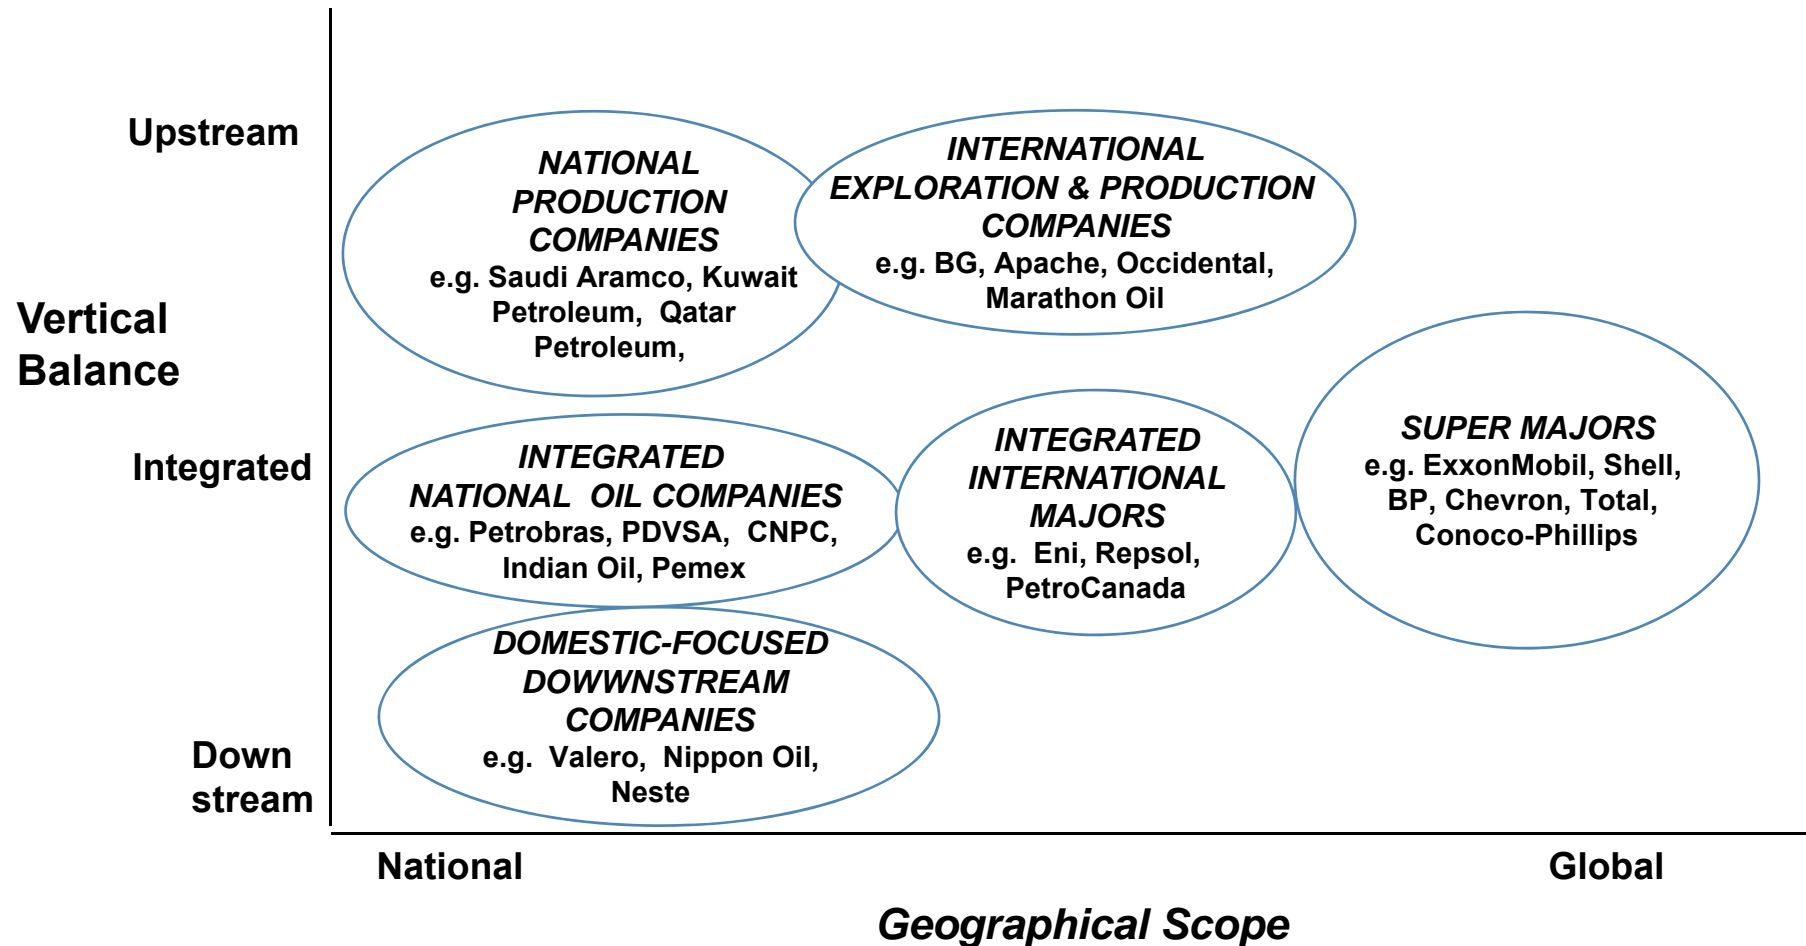 Upstream
NATIONAL
PRODUCTION
COMPANIES
e.g. Saudi Aramco, Kuwait
Petroleum, Qatar
Petroleum,
INTERNATIONAL
EXPLORATION & PRODUCTION
COMPANIES
e.g. BG, Apache, Occidental,
Marathon Oil
Vertical
Balance
Integrated
INTEGRATED
NATIONAL OIL COMPANIES
e.g. Petrobras, PDVSA, CNPC,
Indian Oil, Pemex
INTEGRATED
INTERNATIONAL
MAJORS
e.g. Eni, Repsol,
PetroCanada
SUPER MAJORS
e.g. ExxonMobil, Shell,
BP, Chevron, Total,
Conoco-Phillips
DOMESTIC-FOCUSED
DOWWNSTREAM
COMPANIES
e.g. Valero, Nippon Oil,
Neste
Down
stream
National
Global
Geographical Scope